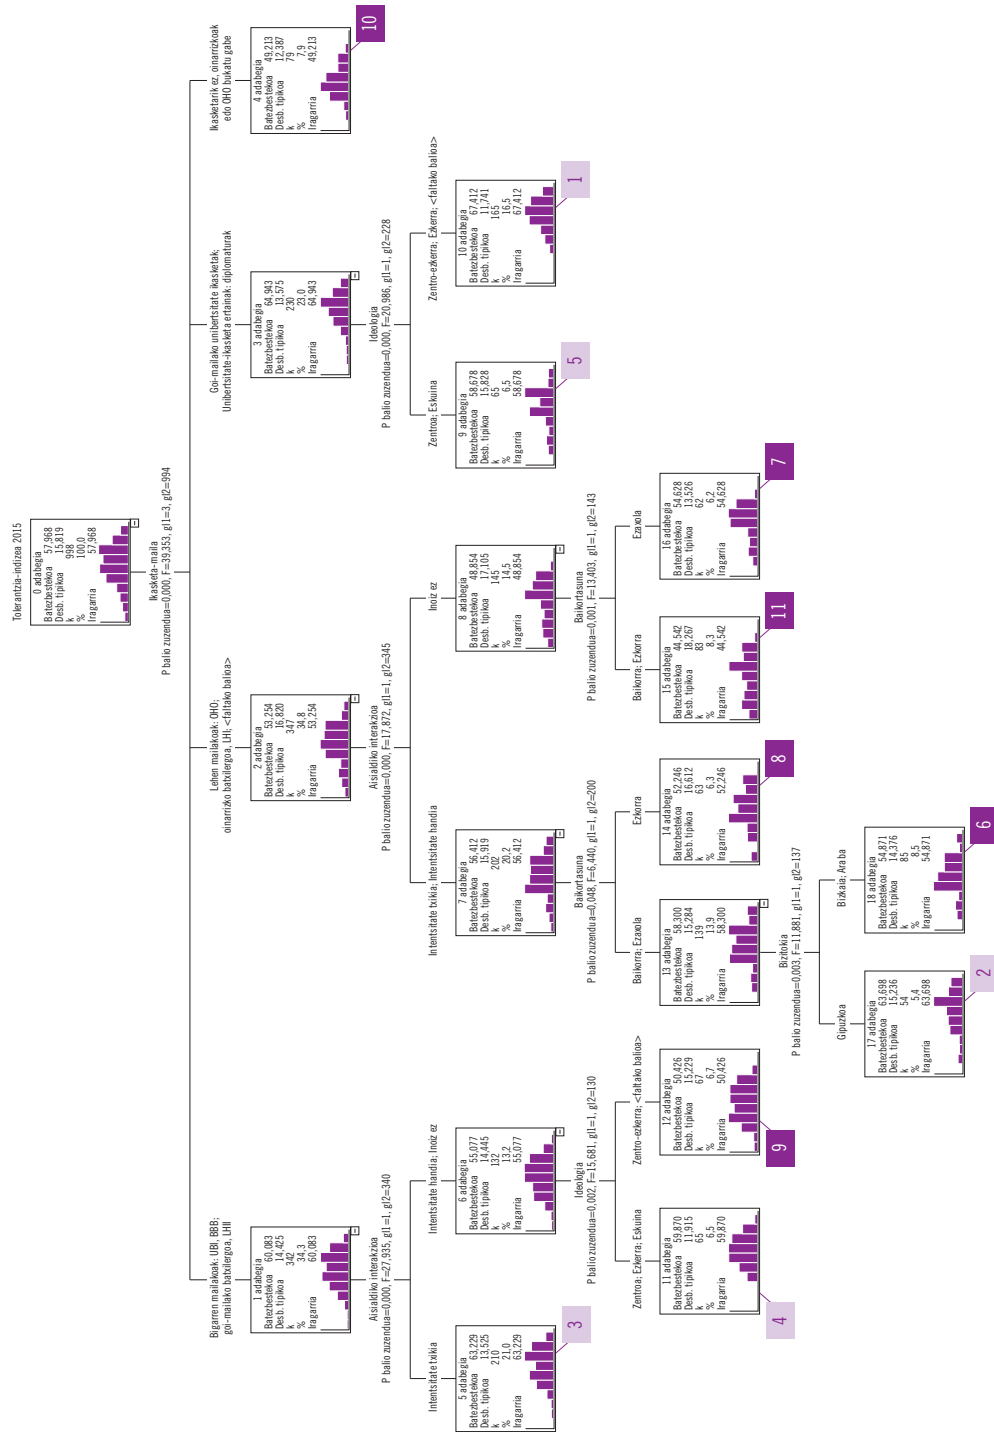 Tolerantzia-indizea 2015
0 adabegia
Batezbestekoa 57,968
Desb. tipikoa 15,819
k 998
% 100,0
Iragarria 57,968
Ikasketa-maila
P balio zuzendua=0,000, F=39,353, gl1=3, gl2=994
Bigarren mailakoak: UBI, BBB;
goi-mailako batxilergoa, LHII
1 adabegia
Batezbestekoa 60,083
Desb. tipikoa 14,425
k 342
% 34,3
Iragarria 60,083
Lehen mailakoak: OHO;
oinarrizko batxilergoa, LHI; <faltako balioa>
2 adabegia
Batezbestekoa 53,254
Desb. tipikoa 16,820
k 347
% 34,8
Iragarria 53,254
Goi-mailako unibertsitate ikasketak;
Unibertsitate-ikasketa ertainak: diplomaturak
3 adabegia
Batezbestekoa 64,943
Desb. tipikoa 13,575
k 230
% 23,0
Iragarria 64,943
Ikasketarik ez, oinarrizkoak
edo OHO bukatu gabe
4 adabegia
Batezbestekoa 49,213
Desb. tipikoa 12,387
k 79
% 7,9
Iragarria 49,213
10
Aisialdiko interakzioa
P balio zuzendua=0,000, F=27,935, gl1=1, gl2=340
Aisialdiko interakzioa
P balio zuzendua=0,000, F=17,872, gl1=1, gl2=345
Ideologia
P balio zuzendua=0,000, F=20,986, gl1=1, gl2=228
Intentsitate txikia
5 adabegia
Batezbestekoa 63,229
Desb. tipikoa 13,525
k 210
% 21,0
Iragarria 63,229
3
Intentsitate handia; Inoiz ez
6 adabegia
Batezbestekoa 55,077
Desb. tipikoa 14,445
k 132
% 13,2
Iragarria 55,077
Intentsitate txikia; Intentsitate handia
7 adabegia
Batezbestekoa 56,412
Desb. tipikoa 15,919
k 202
% 20,2
Iragarria 56,412
Inoiz ez
8 adabegia
Batezbestekoa 48,854
Desb. tipikoa 17,105
k 145
% 14,5
Iragarria 48,854
Zentroa; Eskuina
9 adabegia
Batezbestekoa 58,678
Desb. tipikoa 15,828
k 65
% 6,5
Iragarria 58,678
5
Zentro-ezkerra; Ezkerra; <faltako balioa>
10 adabegia
Batezbestekoa 67,412
Desb. tipikoa 11,741
k 165
% 16,5
Iragarria 67,412
1
Ideologia
P balio zuzendua=0,002, F=15,681, gl1=1, gl2=130
Baikortasuna
P balio zuzendua=0,048, F=6,440, gl1=1, gl2=200
Baikortasuna
P balio zuzendua=0,001, F=13,403, gl1=1, gl2=143
Zentroa; Ezkerra; Eskuina
11 adabegia
Batezbestekoa 59,870
Desb. tipikoa 11,915
k 65
% 6,5
Iragarria 59,870
4
Zentro-ezkerra; <faltako balioa>
12 adabegia
Batezbestekoa 50,426
Desb. tipikoa 15,229
k 67
% 6,7
Iragarria 50,426
9
Baikorra; Ezaxola
13 adabegia
Batezbestekoa 58,300
Desb. tipikoa 15,284
k 139
% 13,9
Iragarria 58,300
Ezkorra
14 adabegia
Batezbestekoa 52,246
Desb. tipikoa 16,612
k 63
% 6,3
Iragarria 52,246
8
Baikorra; Ezkorra
15 adabegia
Batezbestekoa 44,542
Desb. tipikoa 18,267
k 83
% 8,3
Iragarria 44,542
11
Ezaxola
16 adabegia
Batezbestekoa 54,628
Desb. tipikoa 13,526
k 62
% 6,2
Iragarria 54,628
7
Bizitokia
P balio zuzendua=0,003, F=11,881, gl1=1, gl2=137
Gipuzkoa
17 adabegia
Batezbestekoa 63,698
Desb. tipikoa 15,236
k 54
% 5,4
Iragarria 63,698
2
Bizkaia; Araba
18 adabegia
Batezbestekoa 54,871
Desb. tipikoa 14,376
k 85
% 8,5
Iragarria 54,871
6